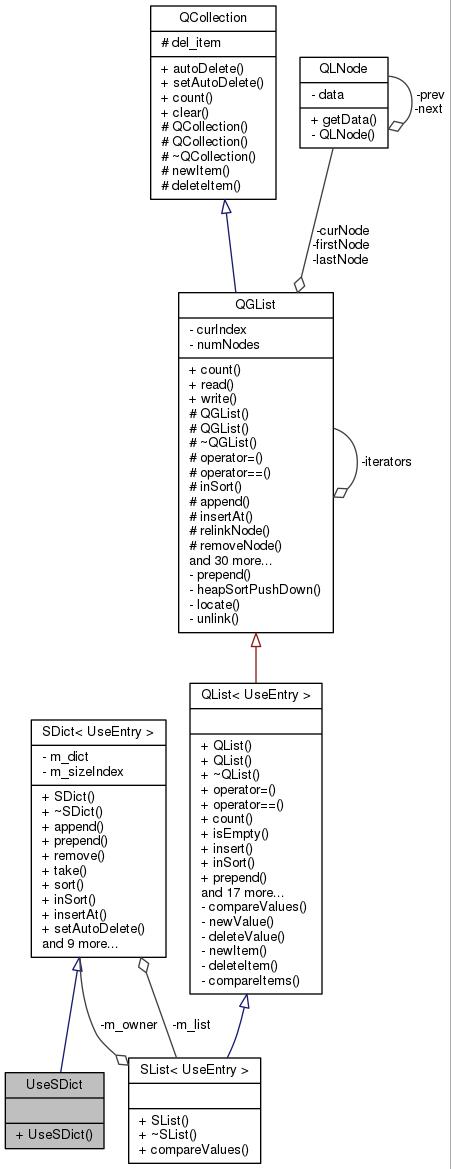 QCollection
# del_item
+ autoDelete()
+ setAutoDelete()
+ count()
+ clear()
# QCollection()
# QCollection()
# ~QCollection()
# newItem()
# deleteItem()
QLNode
- data
+ getData()
- QLNode()
-prev
-next
-curNode
-firstNode
-lastNode
QGList
- curIndex
- numNodes
+ count()
+ read()
+ write()
# QGList()
# QGList()
# ~QGList()
# operator=()
# operator==()
# inSort()
# append()
# insertAt()
# relinkNode()
# removeNode()
and 30 more...
- prepend()
- heapSortPushDown()
- locate()
- unlink()
-iterators
QList< UseEntry >
+ QList()
+ QList()
+ ~QList()
+ operator=()
+ operator==()
+ count()
+ isEmpty()
+ insert()
+ inSort()
+ prepend()
and 17 more...
- compareValues()
- newValue()
- deleteValue()
- newItem()
- deleteItem()
- compareItems()
SDict< UseEntry >
- m_dict
- m_sizeIndex
+ SDict()
+ ~SDict()
+ append()
+ prepend()
+ remove()
+ take()
+ sort()
+ inSort()
+ insertAt()
+ setAutoDelete()
and 9 more...
-m_owner
-m_list
UseSDict
+ UseSDict()
SList< UseEntry >
+ SList()
+ ~SList()
+ compareValues()